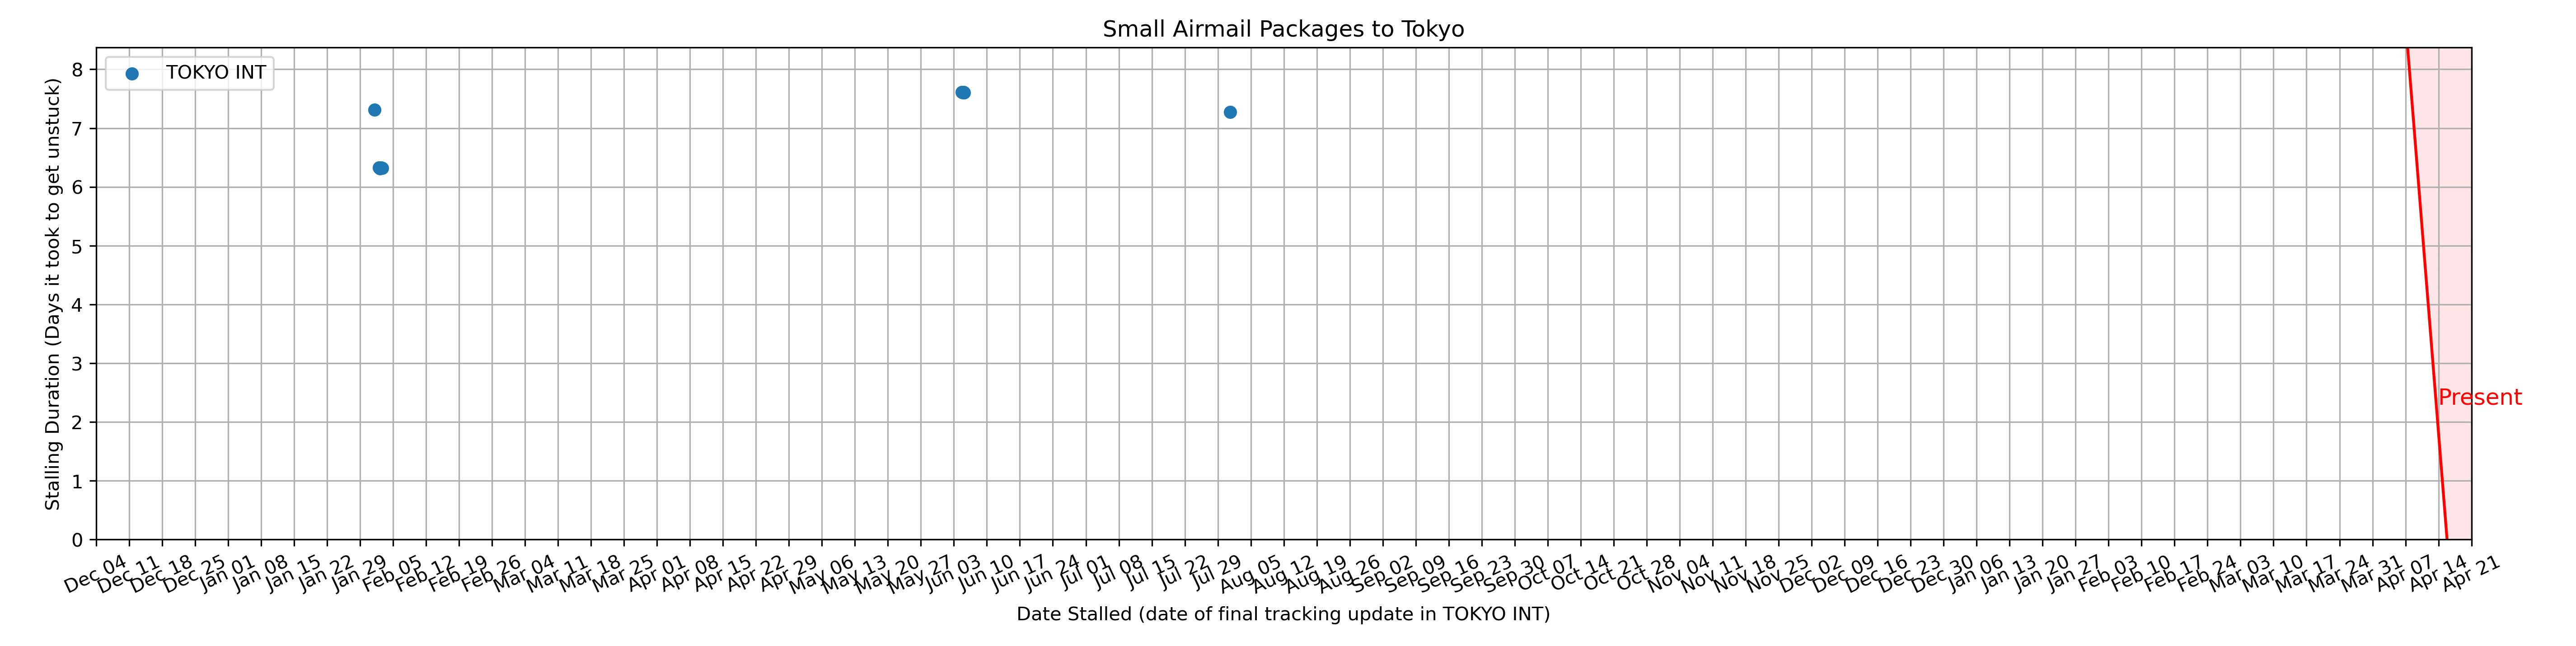 Small Airmail Packages to Tokyo
TOKYO INT
Stalling Duration (Days it took to get unstuck)
8
7
6
5
4
3
2
1
0
Present
Dec 04
Dec 11
Dec 18
Dec 25
Jan 01
Jan 08
Jan 15
Jan 22
Jan 29
Feb 05
Feb 12
Feb 19
Feb 26
Mar 04
Mar 11
Mar 18
Mar 25
Apr 01
Apr 08
Apr 15
Apr 22
Apr 29
May 06
May 13
May 20
May 27
Jun 03
Jun 10
Jun 17
Jun 24
Jul 01
Jul 08
Jul 15
Jul 22
Jul 29
Aug 05
Aug 12
Aug 19
Aug 26
Sep 02
Sep 09
Sep 16
Sep 23
Sep 30
Oct 07
Oct 14
Oct 21
Oct 28
Nov 04
Nov 11
Nov 18
Nov 25
Dec 02
Dec 09
Dec 16
Dec 23
Dec 30
Jan 06
Jan 13
Jan 20
Jan 27
Feb 03
Feb 10
Feb 17
Feb 24
Mar 03
Mar 10
Mar 17
Mar 24
Mar 31
Apr 07
Apr 14
Apr 21
Date Stalled (date of final tracking update in TOKYO INT)